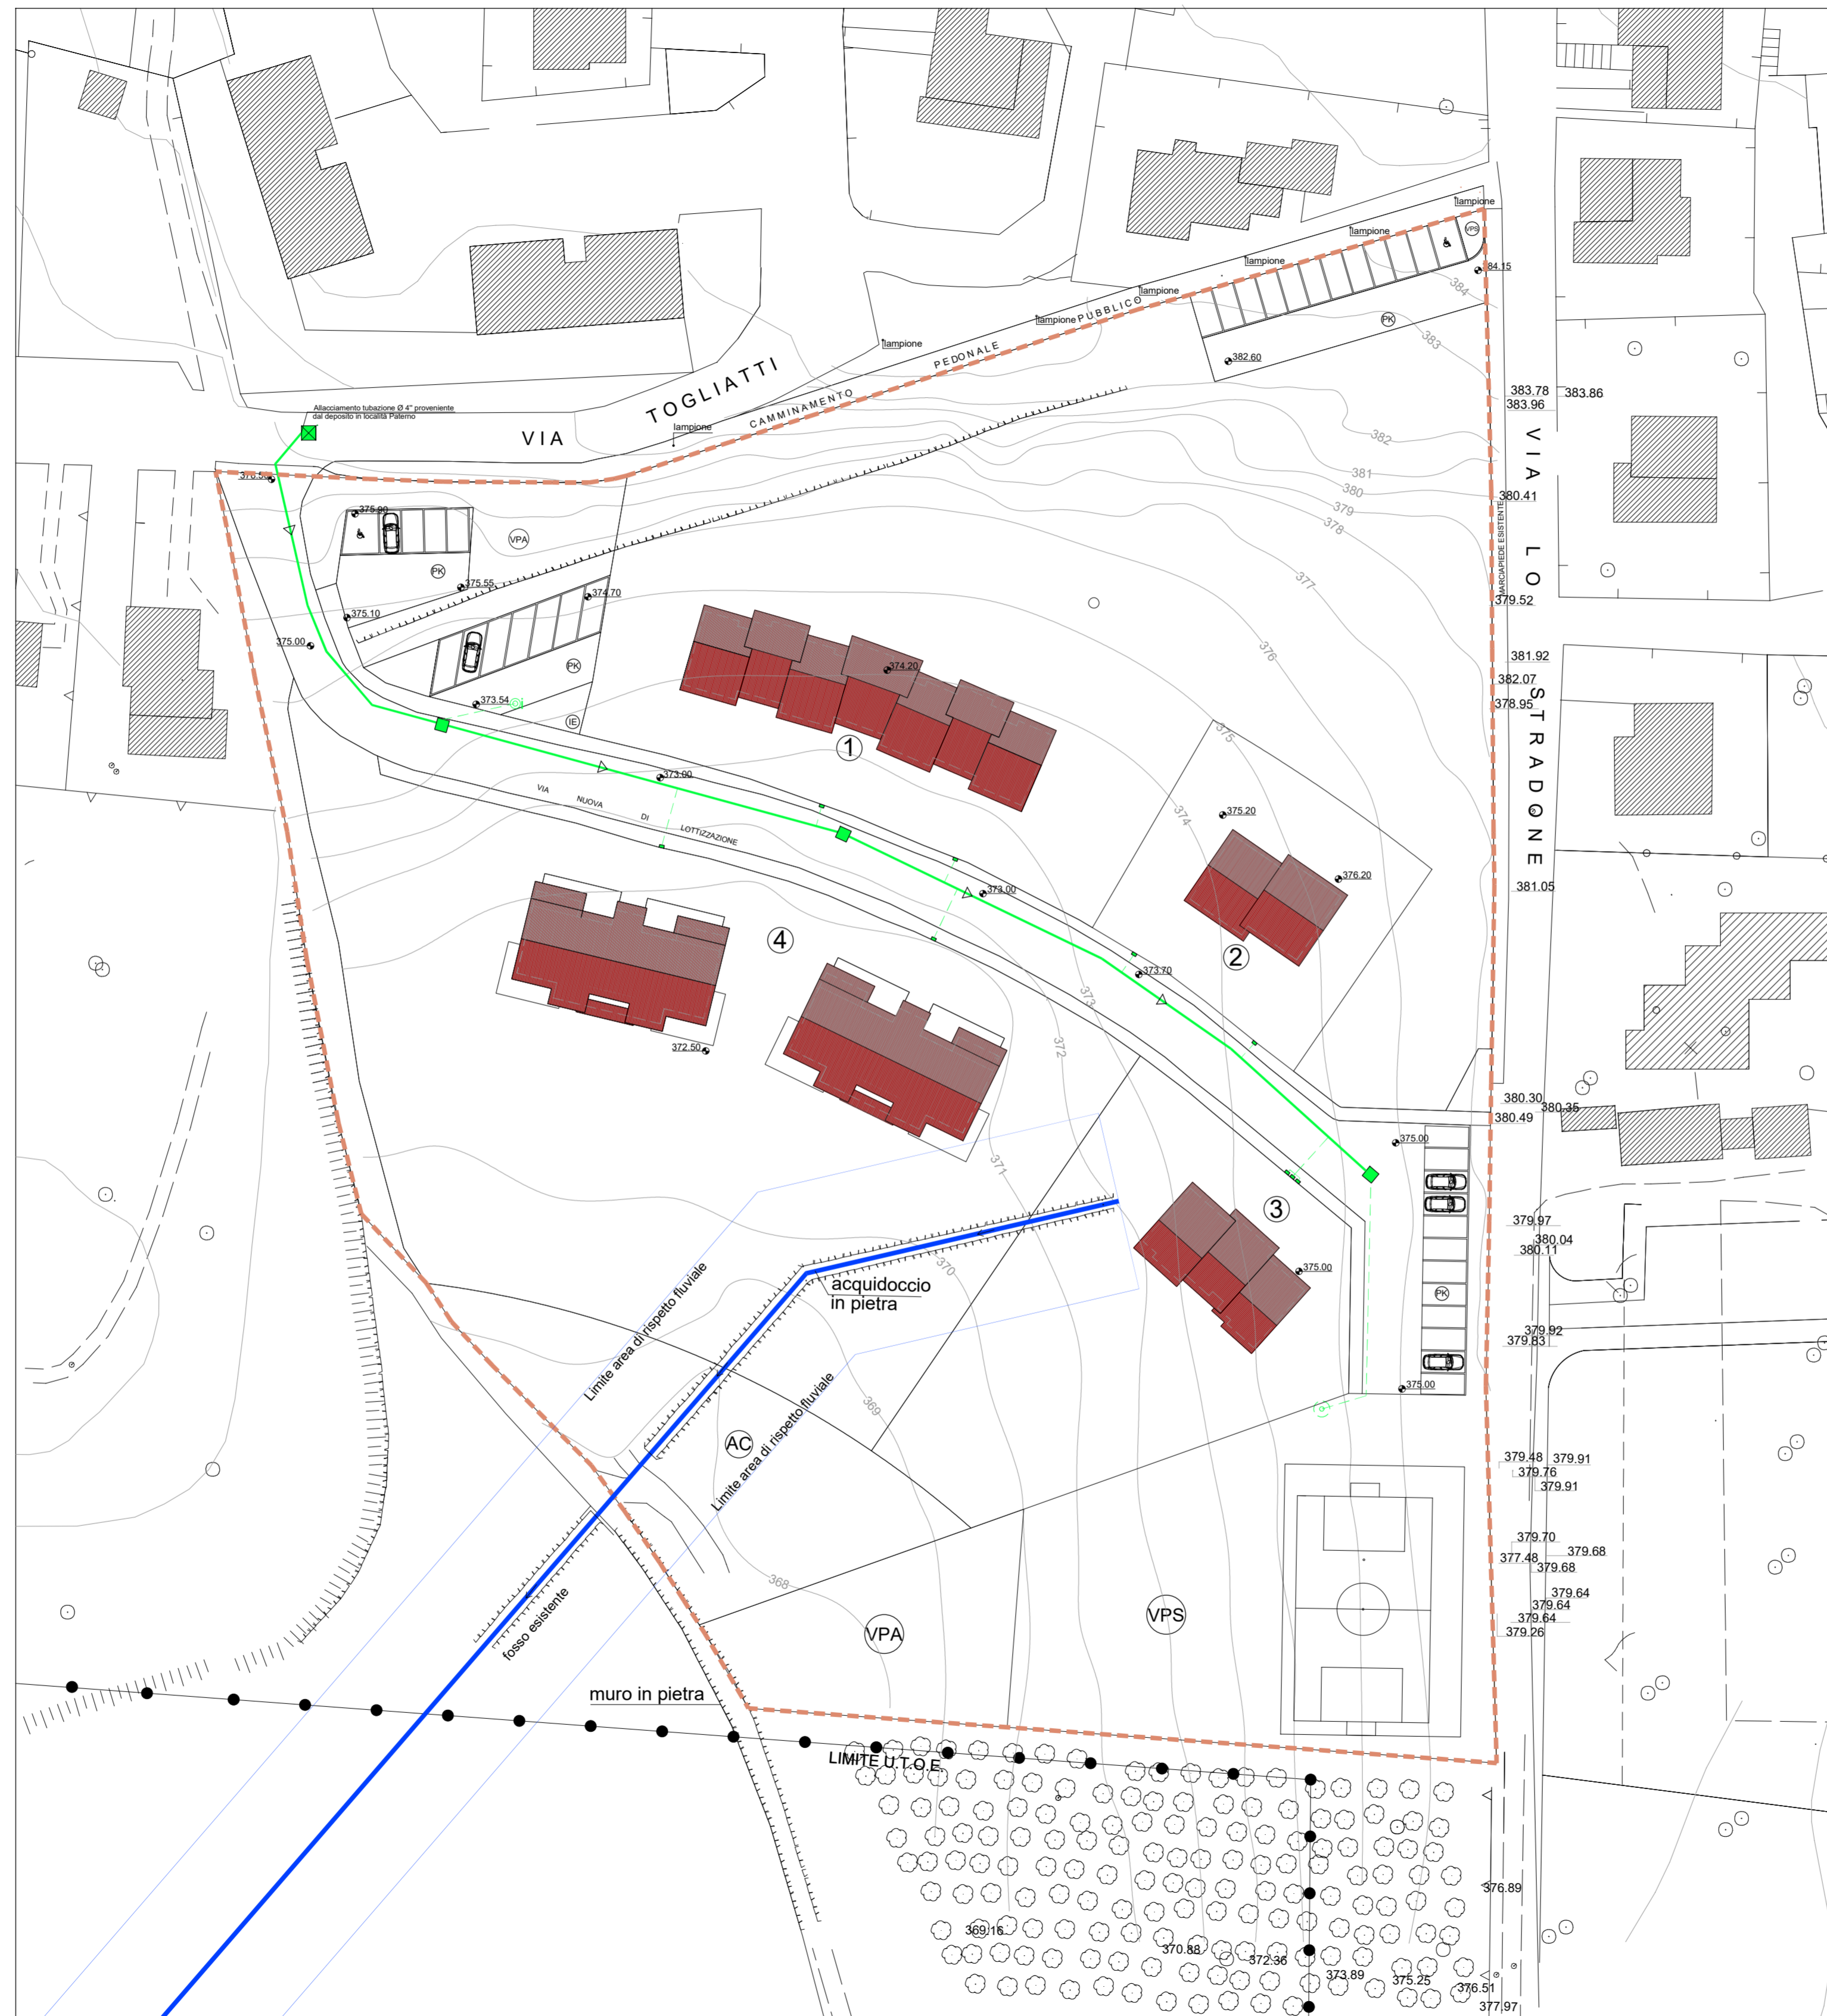 lampione
lampione
VPS
84.15
lampione
384
lampione
lampione
PUBBLICO
PK
383
lampione
PEDONALE
382.60
TOGLIATTI
383.78
383.86
383.96
CAMMINAMENTO
Allacciamento tubazione Ø 4" proveniente
dal deposito in località Paterno
VIA
lampione
382
381
380
379
378
376.50
380.41
375.90
VPA
MARCIAPIEDE ESISTENTE
VIA LO STRADONE
PK
375.55
374.70
377
375.10
379.52
375.00
376
381.92
PK
374.20
382.07
373.54
378.95
IE
1
375
373.00
VIA NUOVA DI LOTTIZZAZIONE
374
375.20
376.20
381.05
373.00
4
2
373.70
373
372
372.50
380.30
380.35
380.49
375.00
371
3
379.97
380.04
380.11
370
375.00
acquidoccio
in pietra
PK
379.92
379.83
Limite area di rispetto fluviale
Limite area di rispetto fluviale
375.00
369
AC
379.48
379.91
379.76
379.91
379.70
377.48
379.68
379.68
368
379.64
379.64
379.64
379.26
VPS
VPA
fosso esistente
muro in pietra
LIMITE U.T.O.E.
376.89
369.16
370.88
372.36
373.89
375.25
376.51
377.97